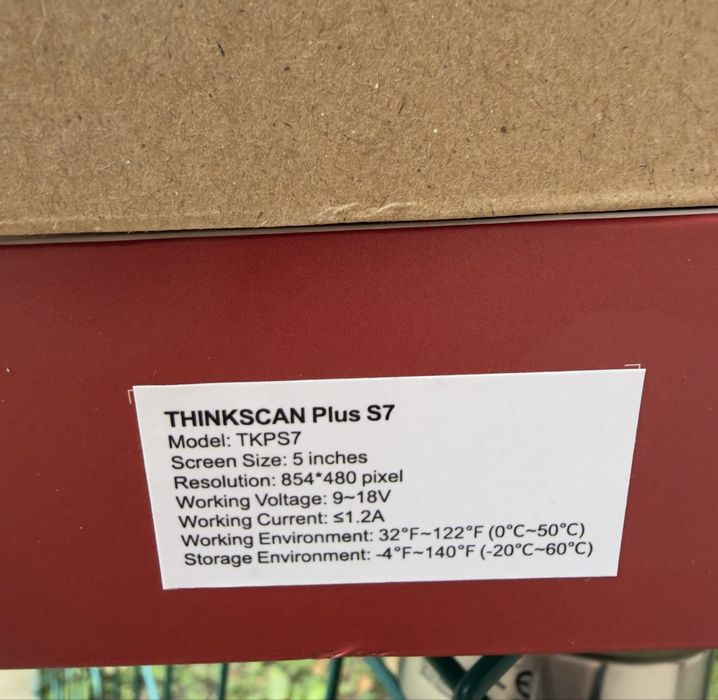 THINKSCAN Plus S7
Model: TKPS7
Screen Size: 5 inches
Resolution: 854*480 pixel
Working Voltage: 9~18V
Working Current: ≤1.2A
Working Environment: 32°F~122°F (0°C~50°C)
Storage Environment: -4°F~140°F (-20°C~60°C)
CE